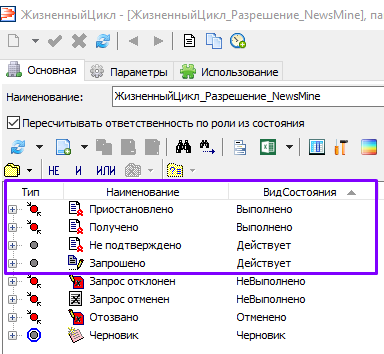 ЖизненныйЦикл - [ЖизненныйЦикл_Разрешение_NewsMine], па
Основная Параметры Использование
Наименование: ЖизненныйЦикл_Разрешение_NewsMine
Пересчитывать ответственность по роли из состояния
НЕ И ИЛИ
Тип Наименование ВидСостояния
Приостановлено Выполнено
Получено Выполнено
Не подтверждено Действует
Запрошено Действует
Запрос отклонен НеВыполнено
Запрос отменен НеВыполнено
Отозвано Отменено
Черновик Черновик